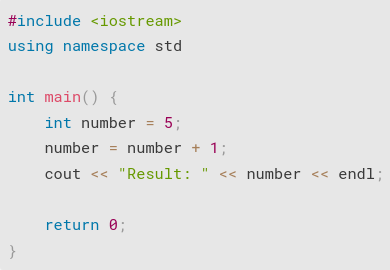 #include <iostream>
using namespace std

int main() {
    int number = 5;
    number = number + 1;
    cout << "Result: " << number << endl;

    return 0;
}